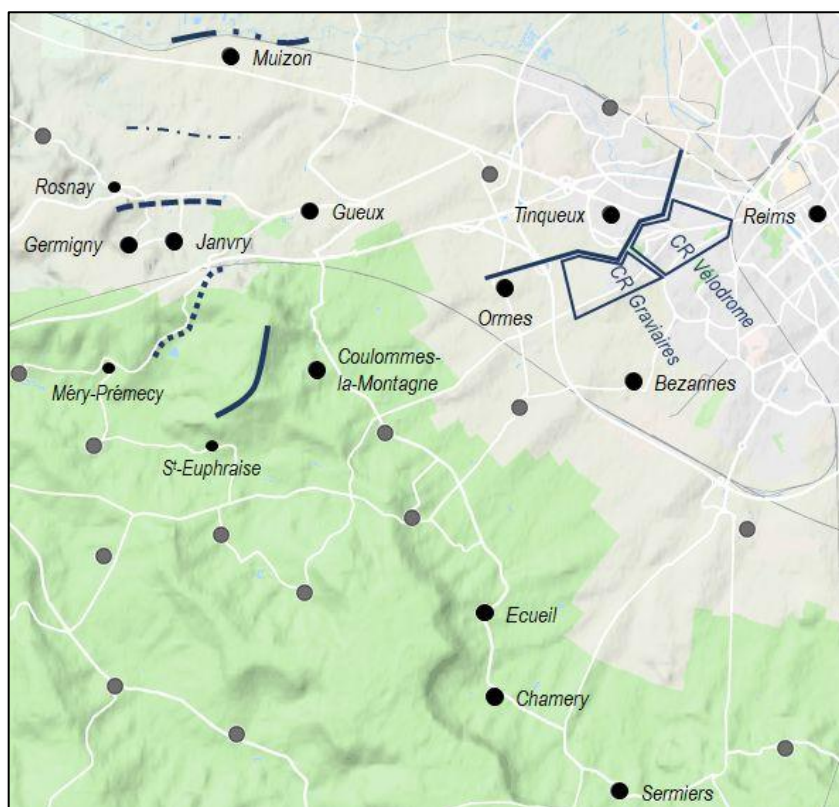 Muizon
Rosnay
Gueux
Tinqueux
Reims
Germigny
Janvry
CR Vélodrome
CR Graviaires
Ormes
Coulommes-
la-Montagne
Méry-Prémecy
Bezannes
St-Euphraise
Ecueil
Chamery
Sermiers